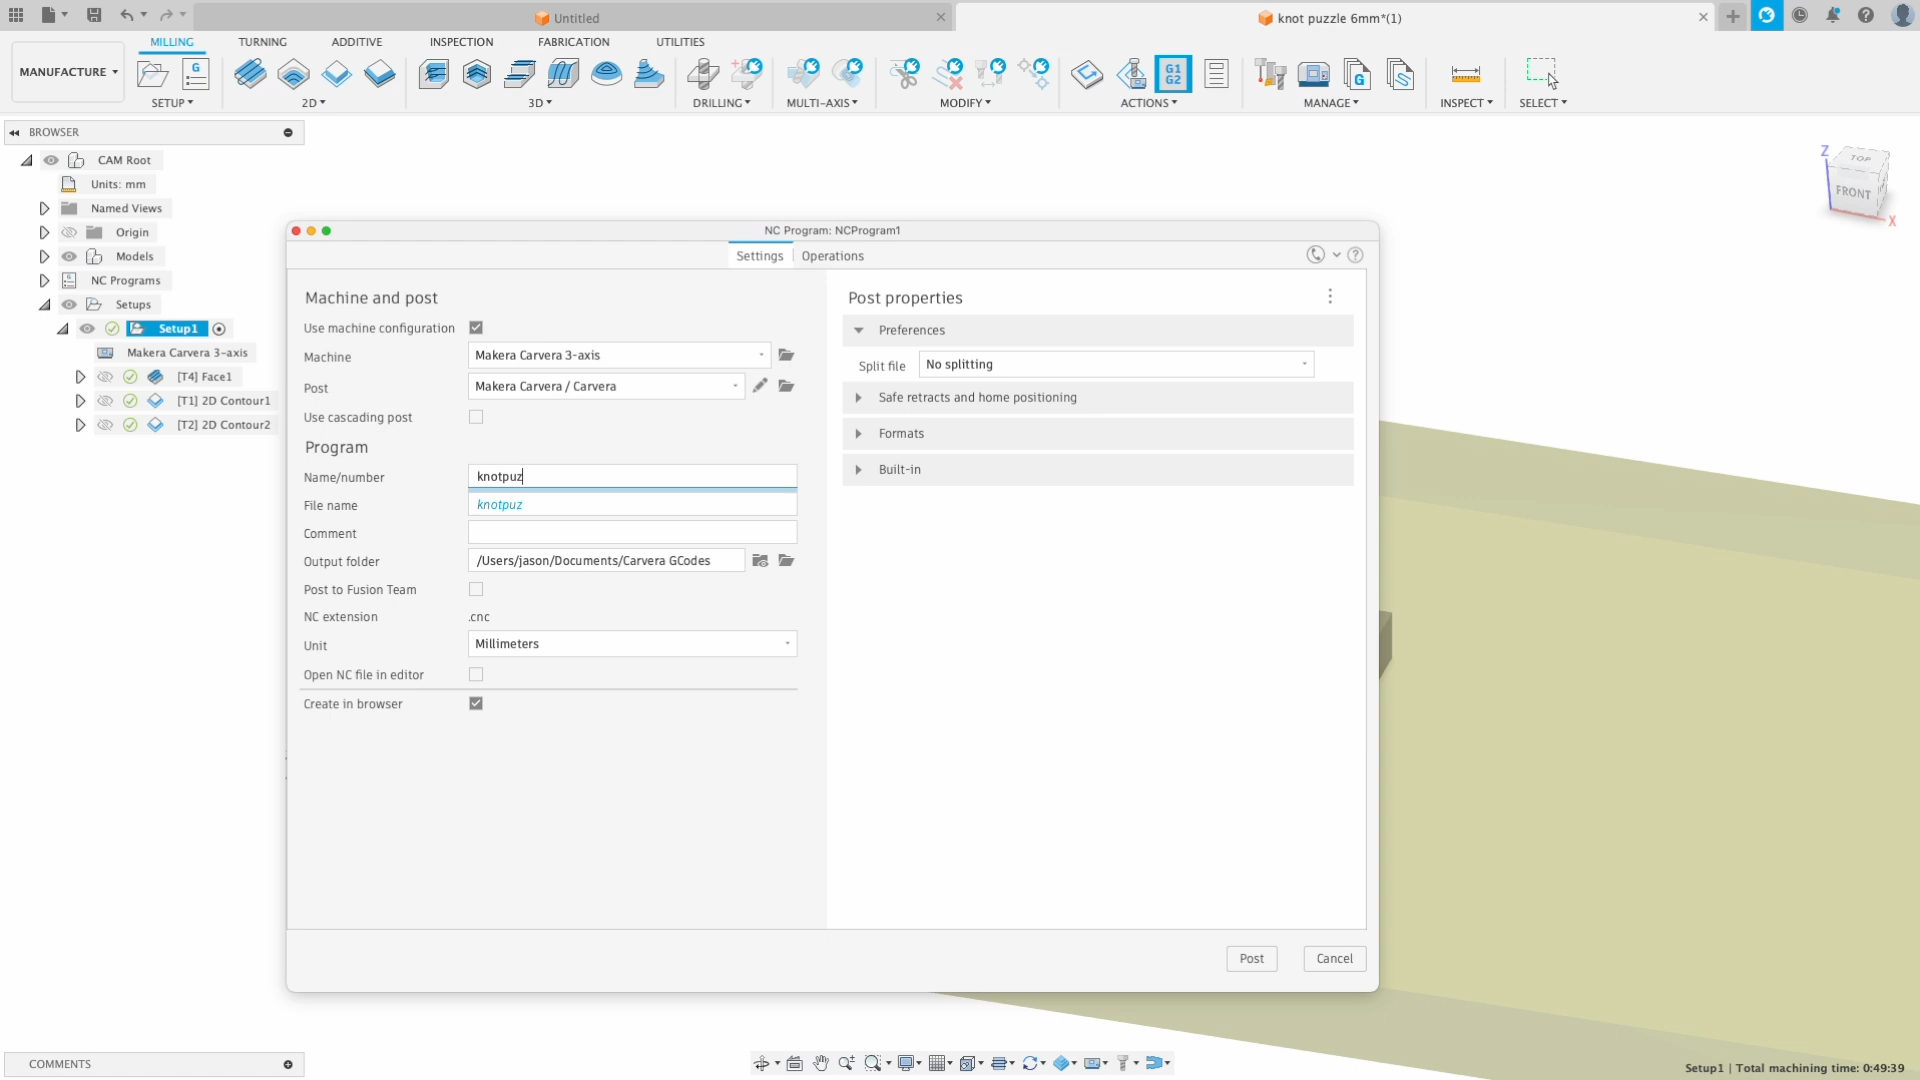 Untitled
knot puzzle 6mm*(1)
MILLING
TURNING
ADDITIVE
INSPECTION
FABRICATION
UTILITIES
MANUFACTURE
G
G1
G2
G
SETUP
2D
3D
DRILLING
MULTI-AXIS
MODIFY
ACTIONS
MANAGE
INSPECT
SELECT
BROWSER
CAM Root
Units: mm
Named Views
Origin
Models
NC Programs
Setups
Setup1
Makera Carvera 3-axis
[T4] Face1
[T1] 2D Contour1
[T2] 2D Contour2
Z
TOP
FRONT
X
NC Program: NCProgram1
Settings
Operations
Machine and post
Use machine configuration
Machine
Makera Carvera 3-axis
Post
Makera Carvera / Carvera
Use cascading post
Program
Name/number
knotpuz
File name
knotpuz
Comment
Output folder
/Users/jason/Documents/Carvera GCodes
Post to Fusion Team
NC extension
.cnc
Unit
Millimeters
Open NC file in editor
Create in browser
Post properties
Preferences
Split file
No splitting
Safe retracts and home positioning
Formats
Built-in
Post
Cancel
COMMENTS
Setup1 | Total machining time: 0:49:39